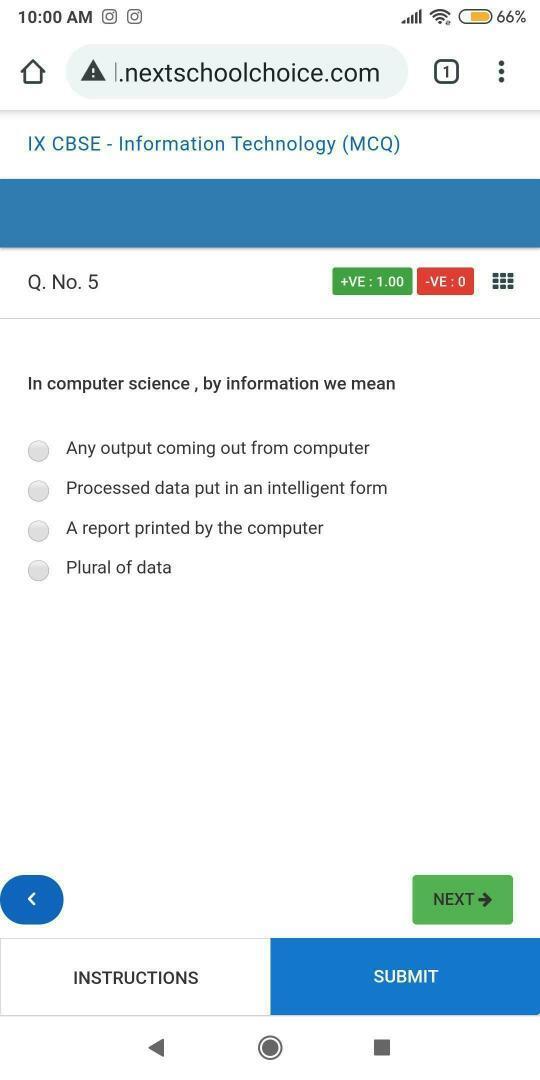 10:00 AM 66%
l.nextschoolchoice.com 1
IX CBSE - Information Technology (MCQ)
Q. No. 5 +VE : 1.00 -VE : 0
In computer science , by information we mean
Any output coming out from computer
Processed data put in an intelligent form
A report printed by the computer
Plural of data
NEXT
INSTRUCTIONS SUBMIT